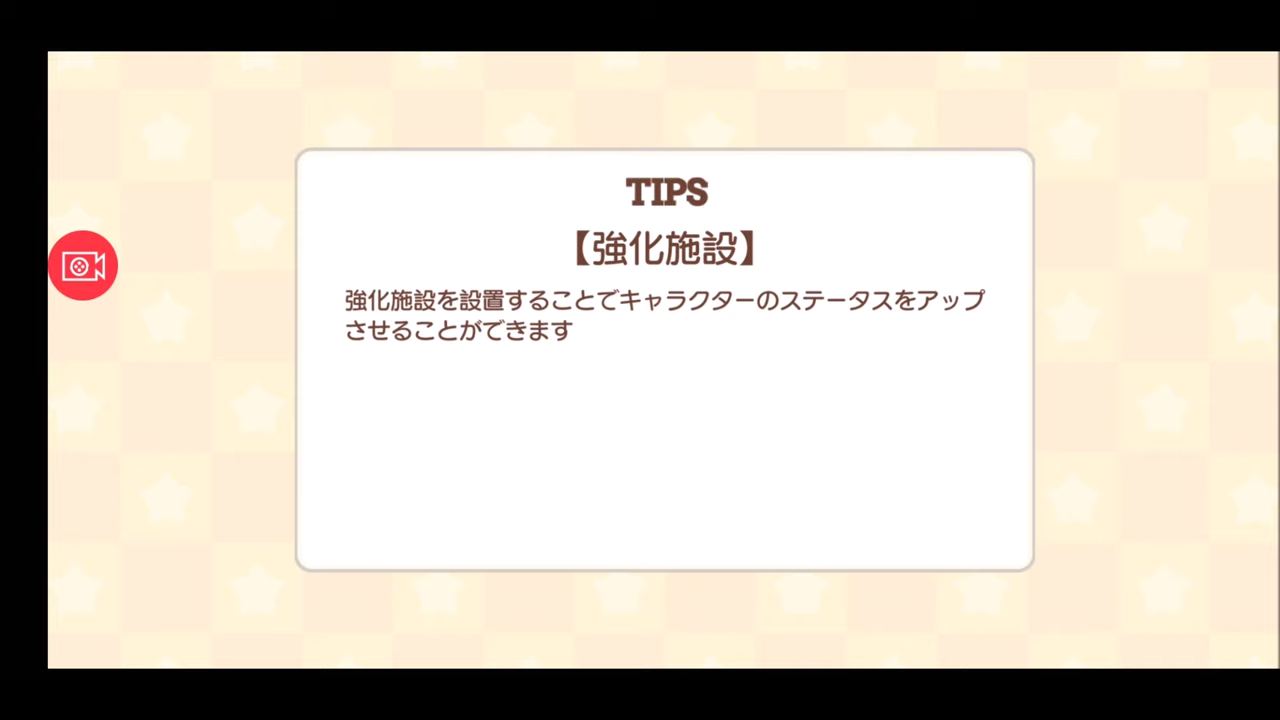 TIPS
【強化施設】
強化施設を設置することでキャラクターのステータスをアップ
させることができます